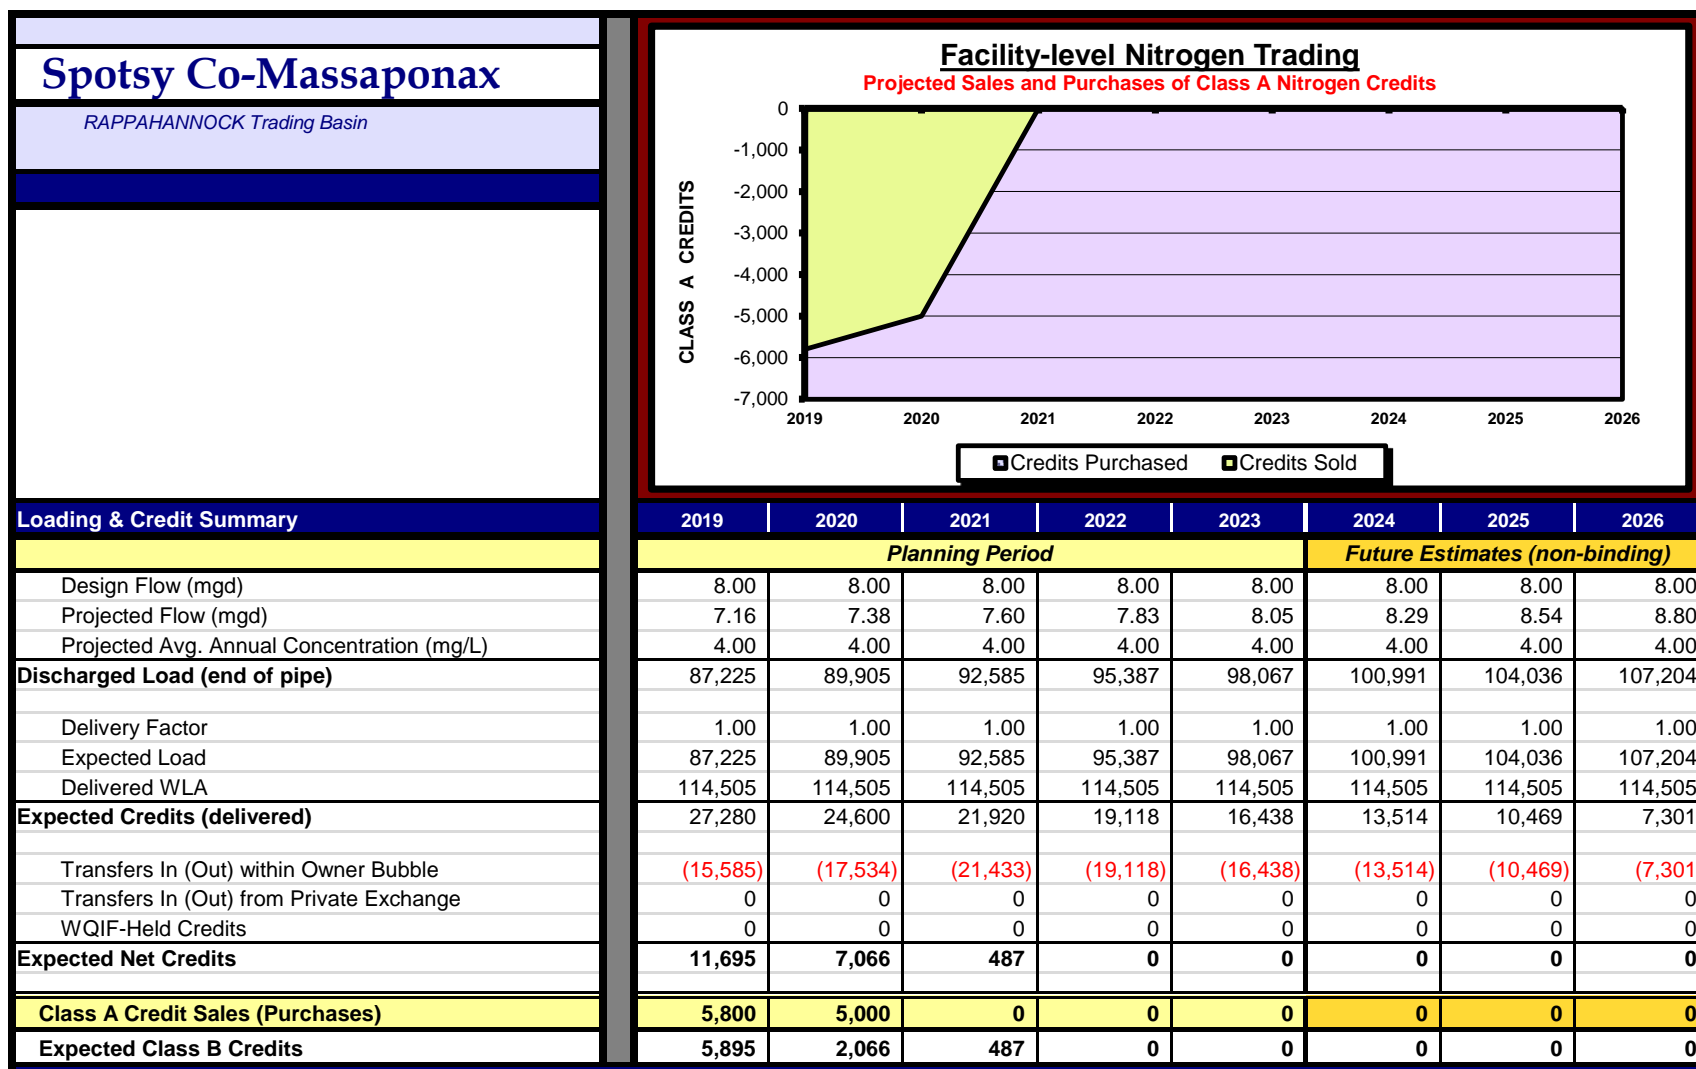 Spotsy Co-Massaponax
RAPPAHANNOCK Trading Basin
Facility-level Nitrogen Trading
Projected Sales and Purchases of Class A Nitrogen Credits
CLASS A CREDITS
0
-1,000
-2,000
-3,000
-4,000
-5,000
-6,000
-7,000
2019 2020 2021 2022 2023 2024 2025 2026
Credits Purchased Credits Sold
Loading & Credit Summary 2019 2020 2021 2022 2023 2024 2025 2026
Planning Period Future Estimates (non-binding)
Design Flow (mgd) 8.00 8.00 8.00 8.00 8.00 8.00 8.00 8.00
Projected Flow (mgd) 7.16 7.38 7.60 7.83 8.05 8.29 8.54 8.80
Projected Avg. Annual Concentration (mg/L) 4.00 4.00 4.00 4.00 4.00 4.00 4.00 4.00
Discharged Load (end of pipe) 87,225 89,905 92,585 95,387 98,067 100,991 104,036 107,204
Delivery Factor 1.00 1.00 1.00 1.00 1.00 1.00 1.00 1.00
Expected Load 87,225 89,905 92,585 95,387 98,067 100,991 104,036 107,204
Delivered WLA 114,505 114,505 114,505 114,505 114,505 114,505 114,505 114,505
Expected Credits (delivered) 27,280 24,600 21,920 19,118 16,438 13,514 10,469 7,301
Transfers In (Out) within Owner Bubble (15,585) (17,534) (21,433) (19,118) (16,438) (13,514) (10,469) (7,301
Transfers In (Out) from Private Exchange 0 0 0 0 0 0 0 0
WQIF-Held Credits 0 0 0 0 0 0 0 0
Expected Net Credits 11,695 7,066 487 0 0 0 0 0
Class A Credit Sales (Purchases) 5,800 5,000 0 0 0 0 0 0
Expected Class B Credits 5,895 2,066 487 0 0 0 0 0